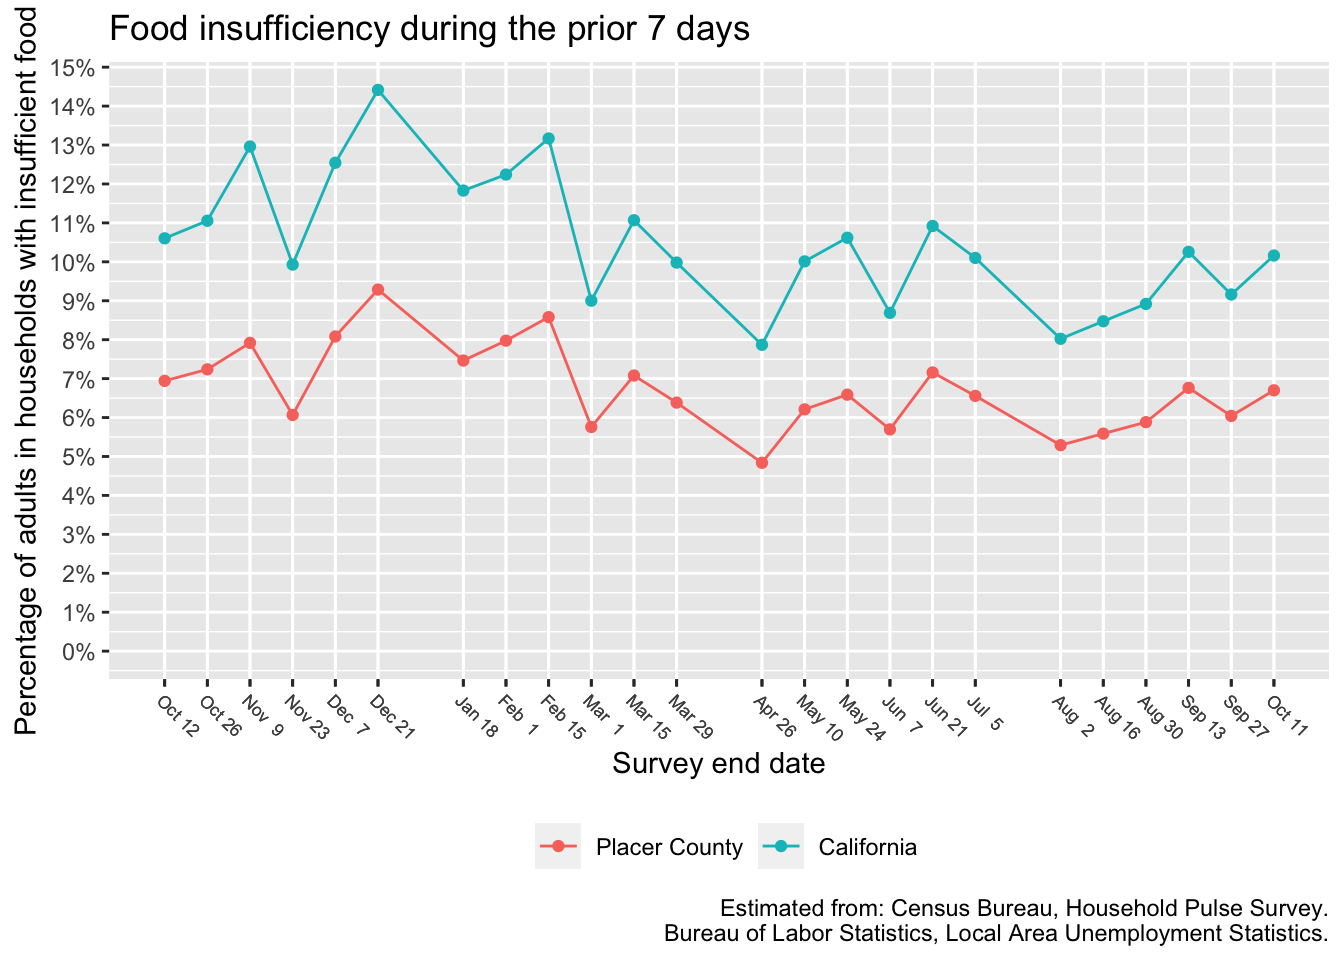 Food insufficiency during the prior 7 days
Percentage of adults in households with insufficient food
15%
14%
13%
12%
11%
10%
9%
8%
7%
6%
5%
4%
3%
2%
1%
0%
Oct 12
Oct 26
Nov 9
Nov 23
Dec 7
Dec 21
Jan 18
Feb 1
Feb 15
Mar 1
Mar 15
Mar 29
Apr 26
May 10
May 24
Jun 7
Jun 21
Jul 5
Aug 2
Aug 16
Aug 30
Sep 13
Sep 27
Oct 11
Survey end date
Placer County
California
Estimated from: Census Bureau, Household Pulse Survey.
Bureau of Labor Statistics, Local Area Unemployment Statistics.